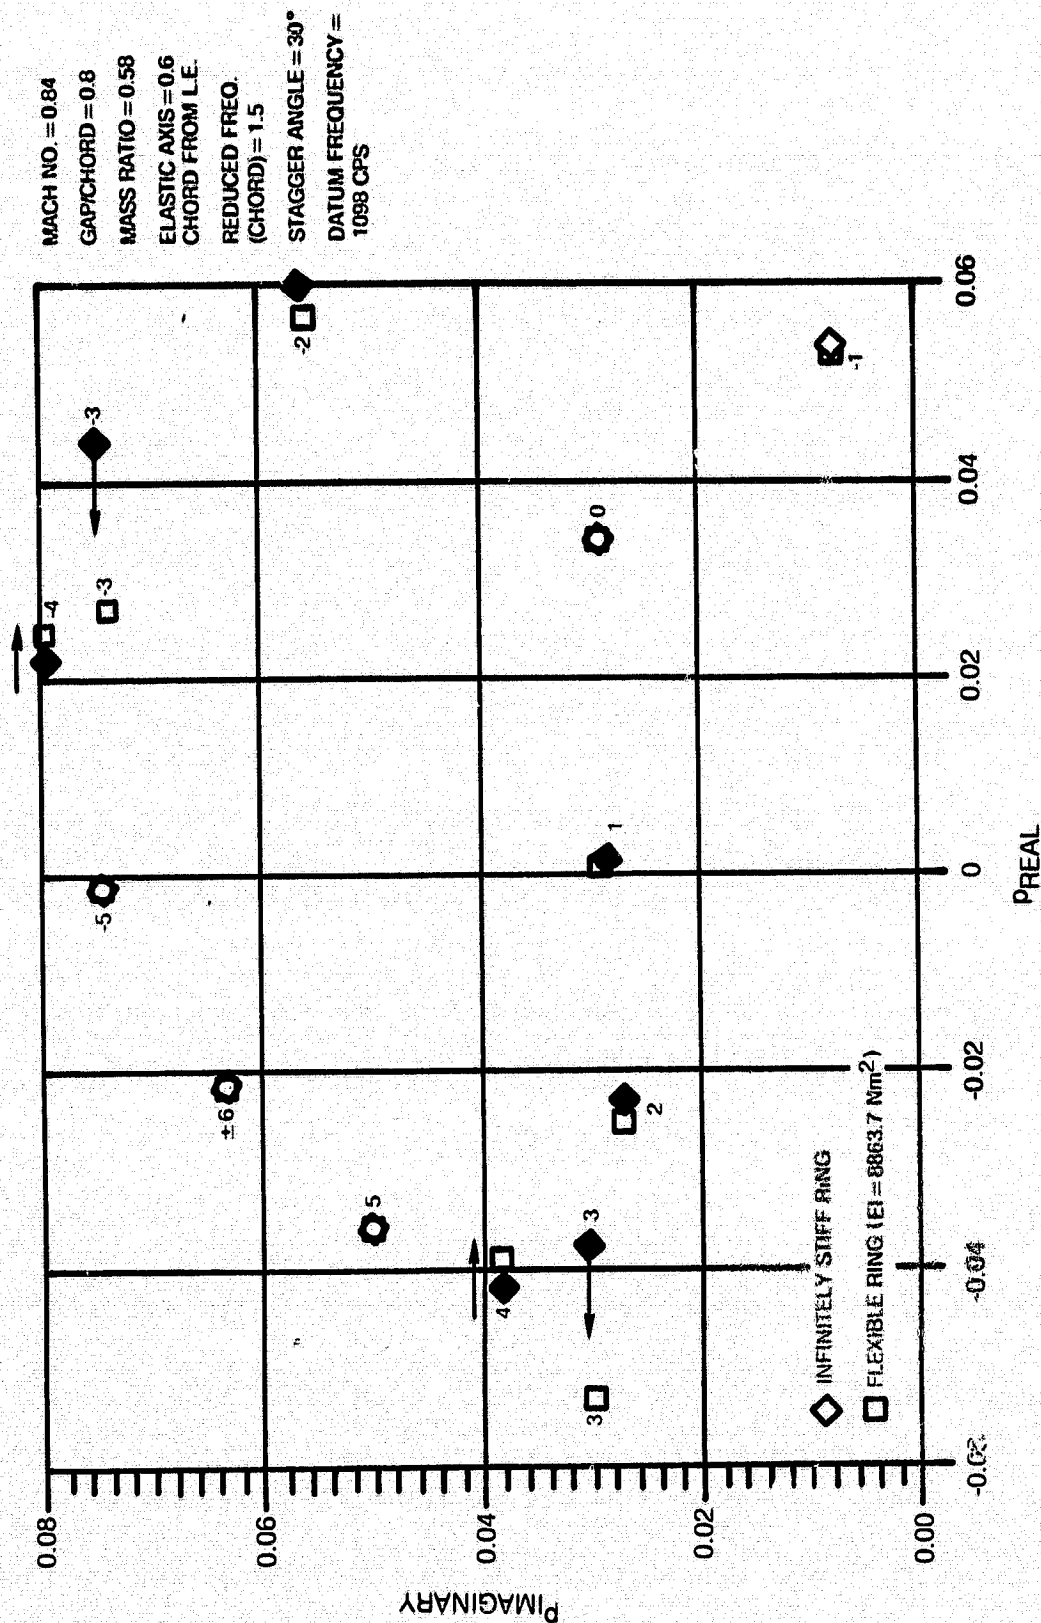 MACH NO. = 0.84
GAP/CHORD = 0.8
MASS RATIO = 0.58
ELASTIC AXIS = 0.6
CHORD FROM L.E.
REDUCED FREQ.
(CHORD) = 1.5
STAGGER ANGLE = 30°
DATUM FREQUENCY =
1098 CPS
0.08
0.06
0.04
0.02
0.00
PIMAGINARY
-4
-3
-3
-5
±6
-2
5
4
3
3
2
1
0
-1
INFINITELY STIFF RING
FLEXIBLE RING (EI = 8863.7 Nm²)
-0.04
-0.02
0
0.02
0.04
0.06
PREAL